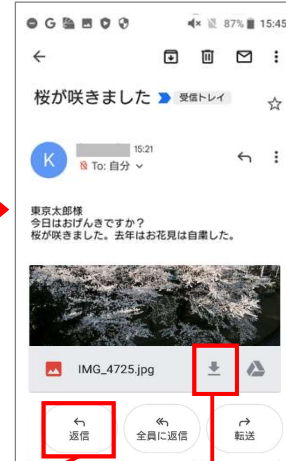 G 87% 15:45
桜が咲きました 受信トレイ
K 15:21
To: 自分
東京太郎様
今日はおげんきですか?
桜が咲きました。去年はお花見は自粛した。
IMG_4725.jpg
返信 全員に返信 転送